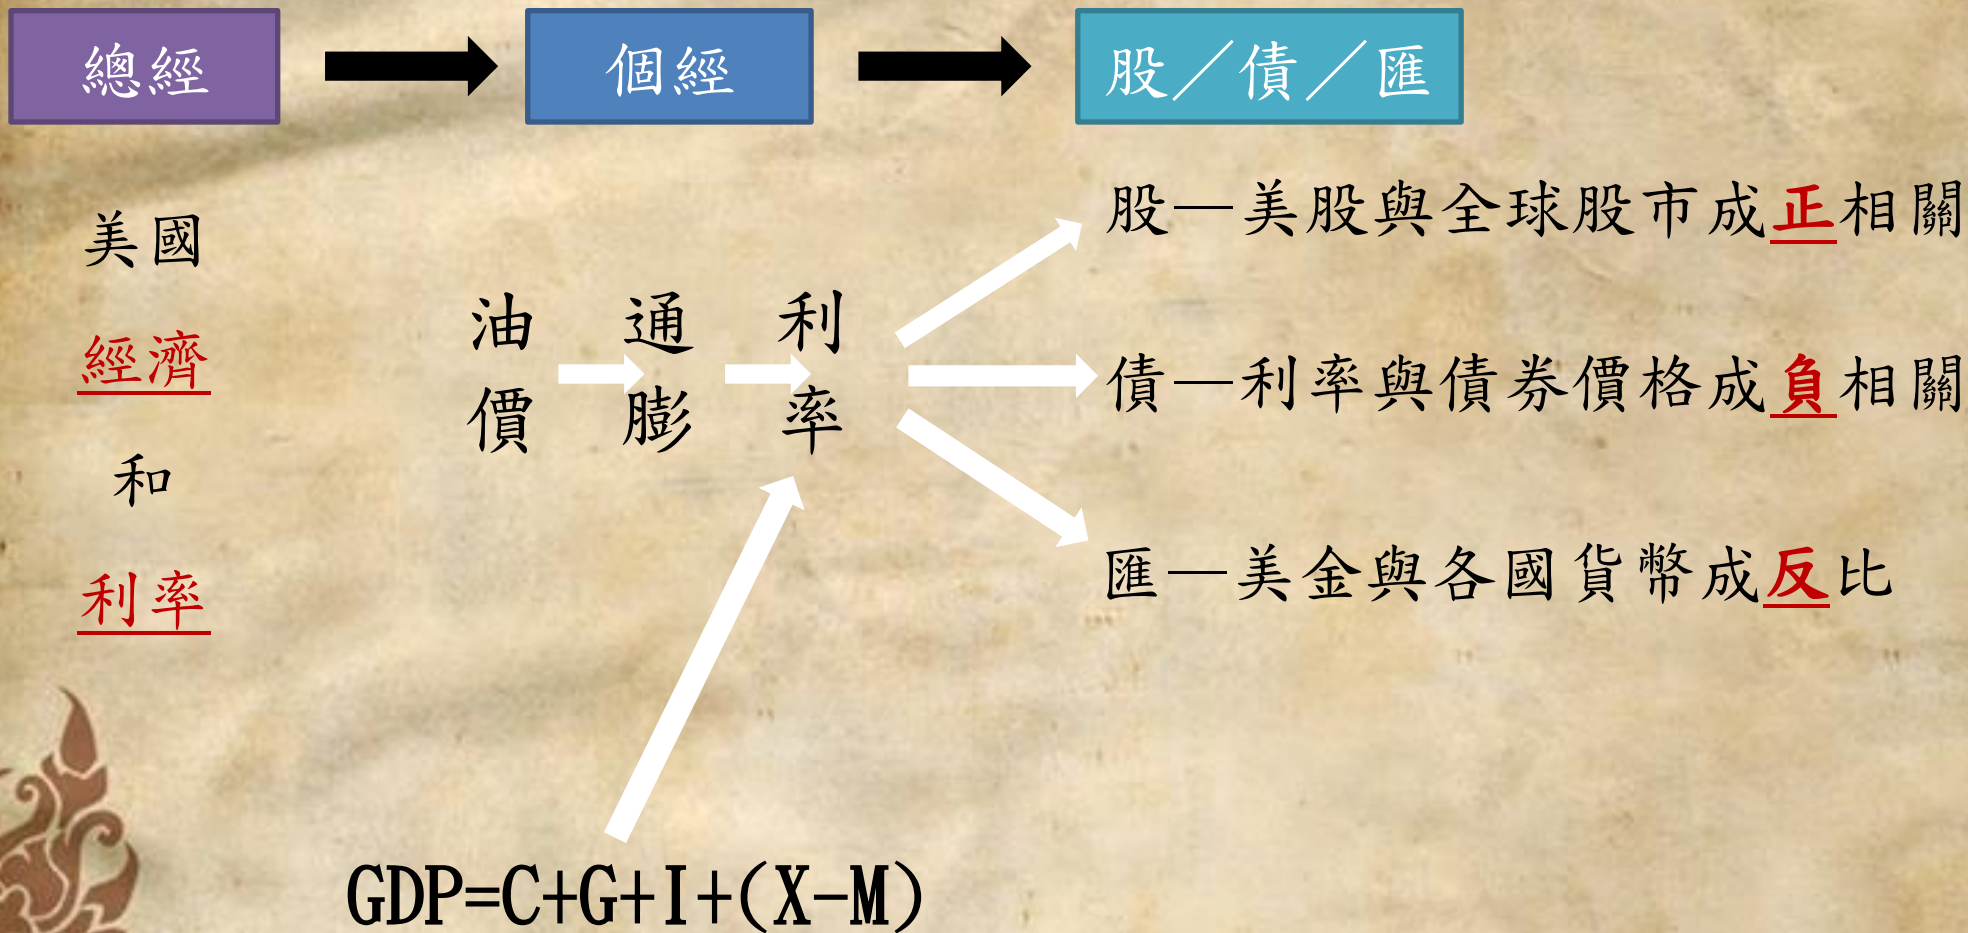 總經
個經
股／債／匯
美國
經濟
和
利率
油價
通膨
利率
股—美股與全球股市成正相關
債—利率與債券價格成負相關
匯—美金與各國貨幣成反比
GDP=C+G+I+(X-M)